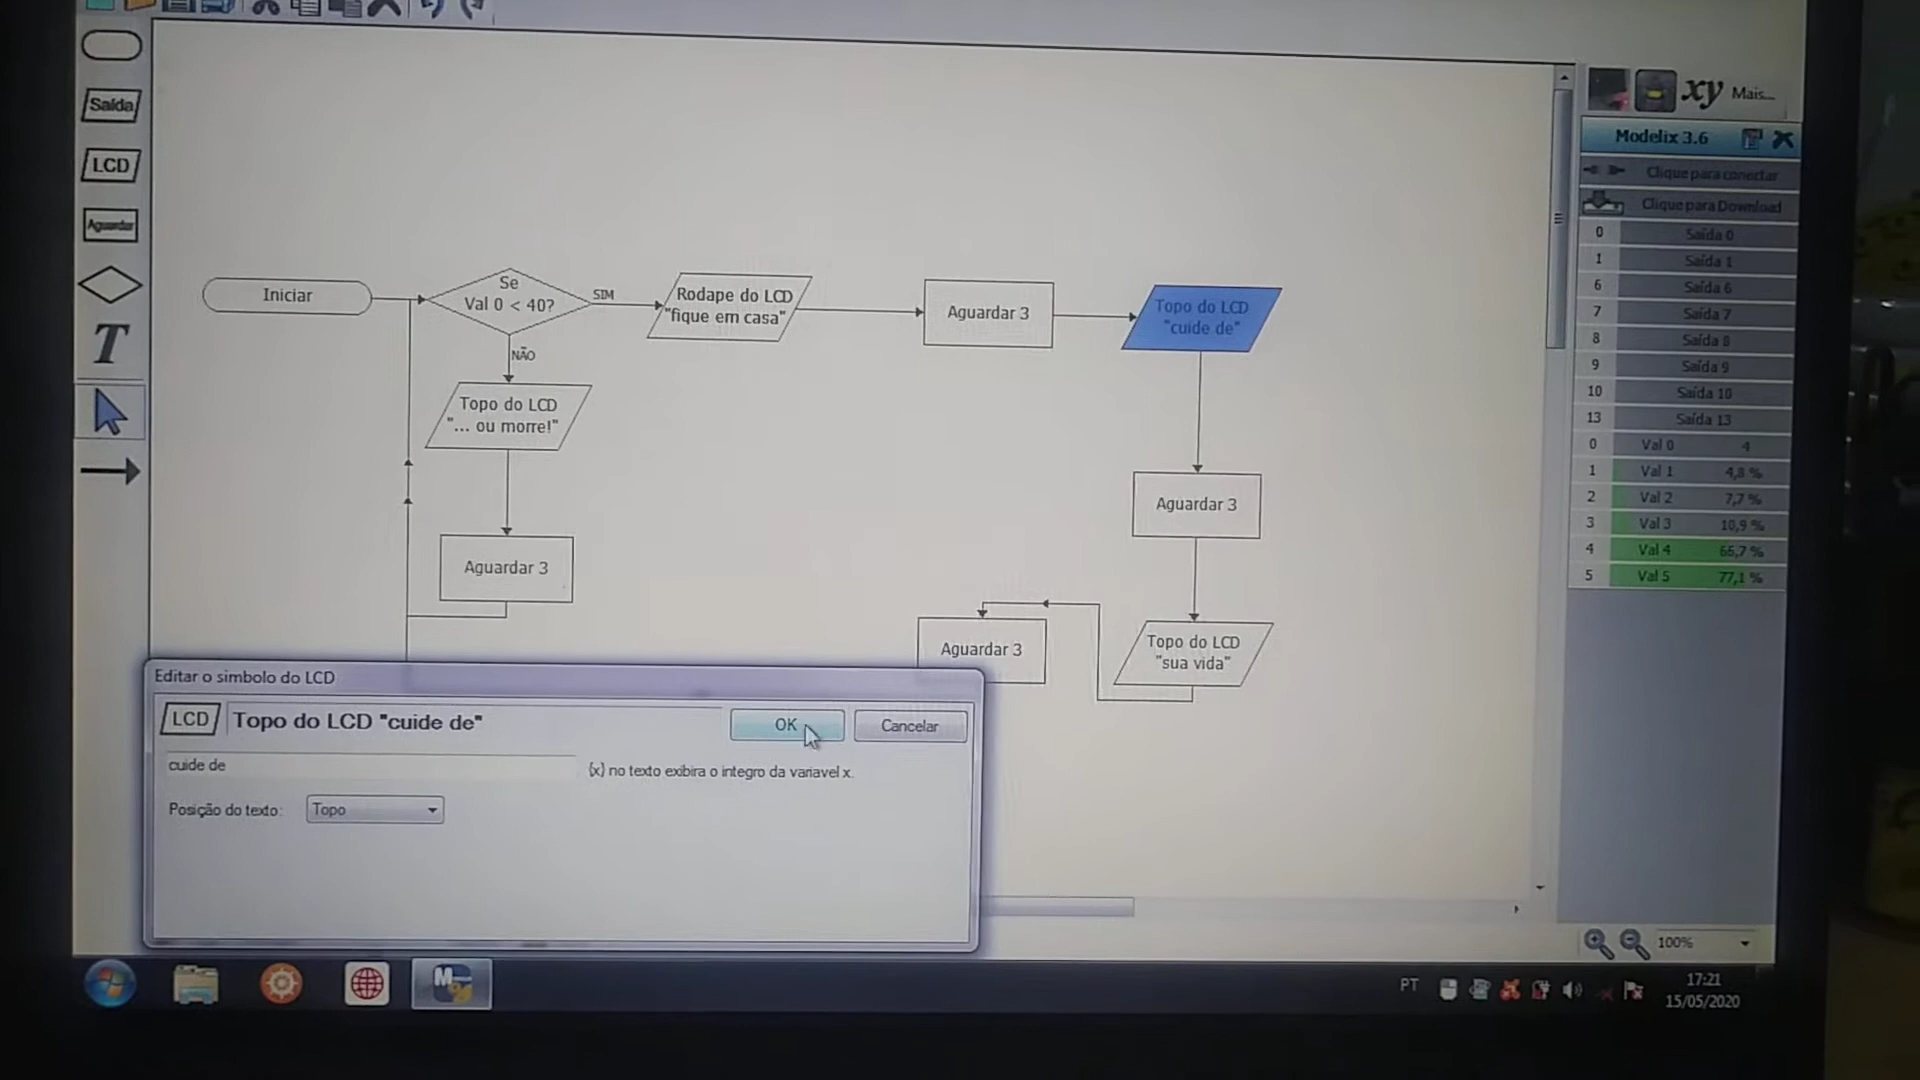 Saída
LCD
Aguardar
T
Iniciar
Se
Val 0 < 40?
SIM
NÃO
Rodape do LCD
"fique em casa"
Aguardar 3
Topo do LCD
"cuide de"
Topo do LCD
"... ou morre!"
Aguardar 3
Aguardar 3
Aguardar 3
Topo do LCD
"sua vida"
xy Mais...
Modelix 3.6
Clique para conectar
Clique para Download
0 Saída 0
1 Saída 1
6 Saída 6
7 Saída 7
8 Saída 8
9 Saída 9
10 Saída 10
13 Saída 13
0 Val 0 4
1 Val 1 4,8 %
2 Val 2 7,7 %
3 Val 3 10,9 %
4 Val 4 65,7 %
5 Val 5 77,1 %
Editar o simbolo do LCD
LCD Topo do LCD "cuide de" OK Cancelar
cuide de
{x} no texto exibira o integro da variavel x.
Posição do texto: Topo
100%
PT
17:21
15/05/2020